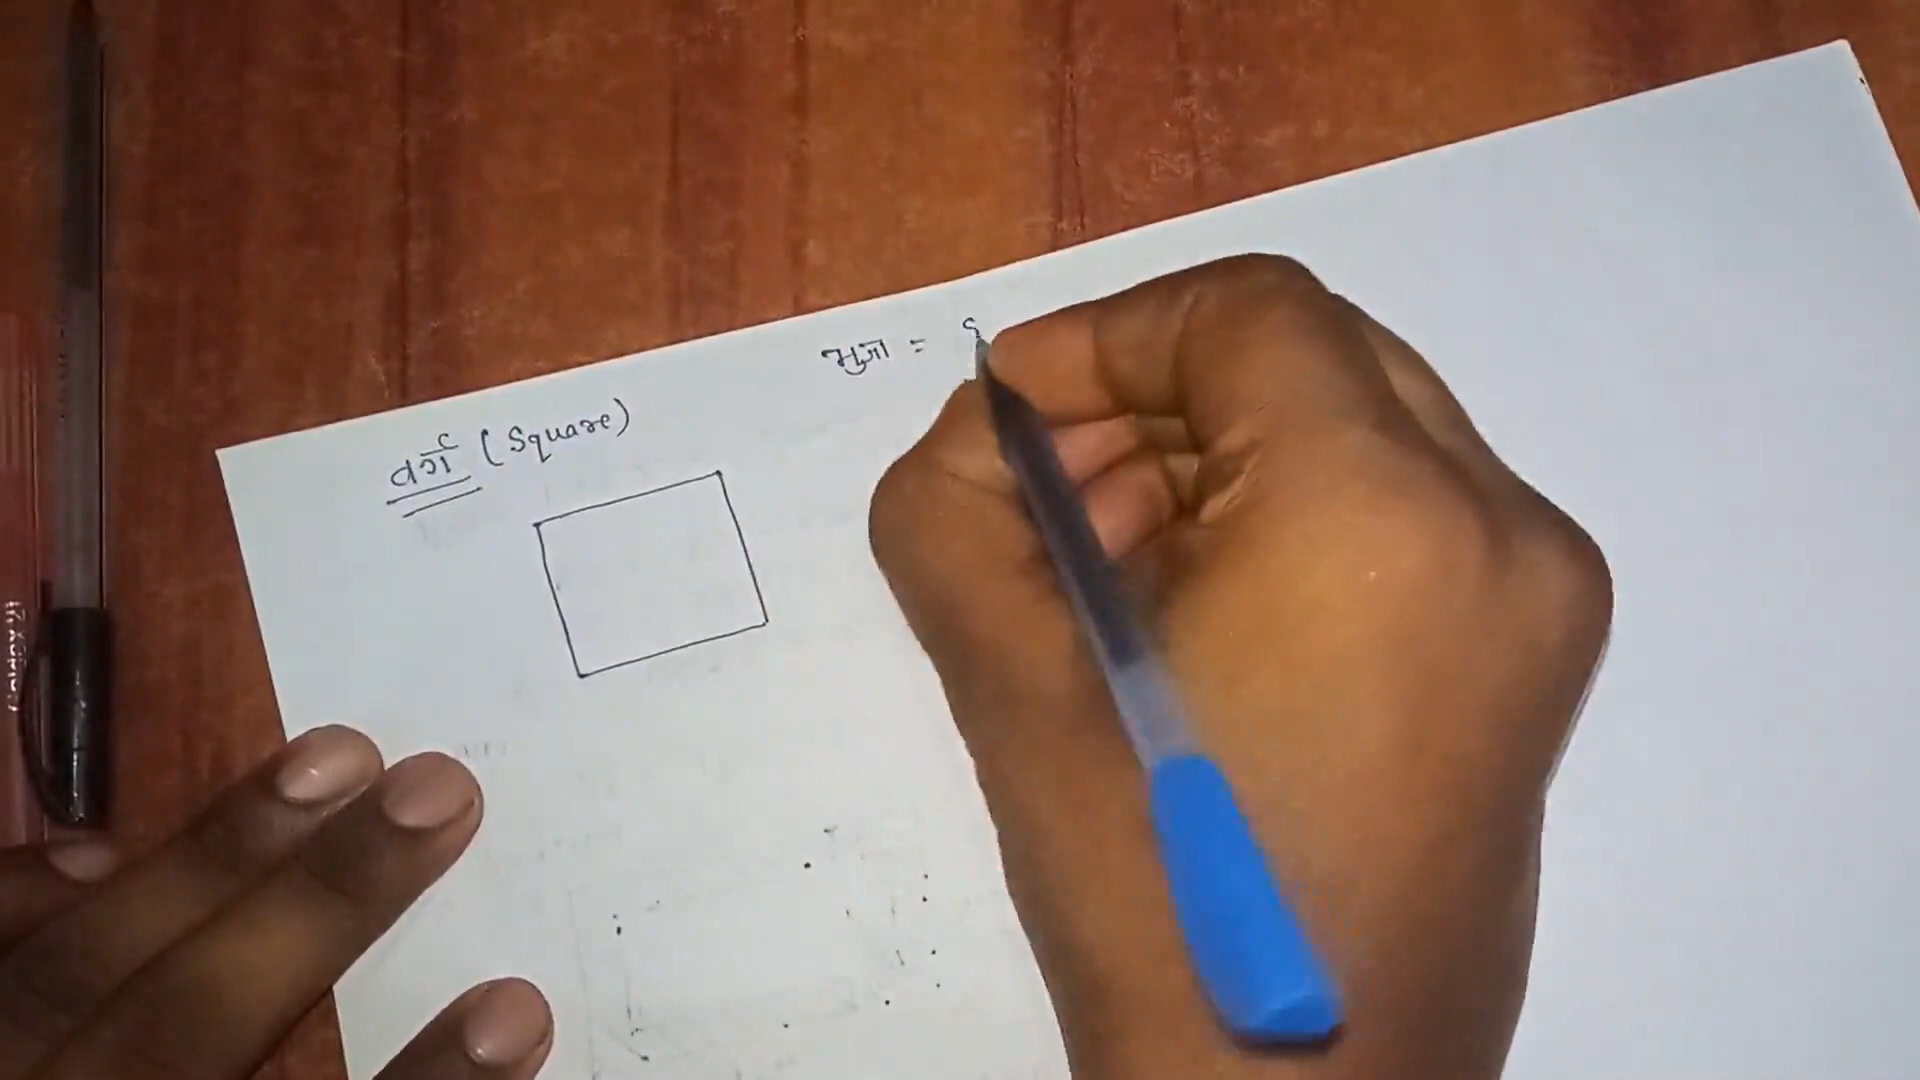 भुजा = S
वर्ग (Square)